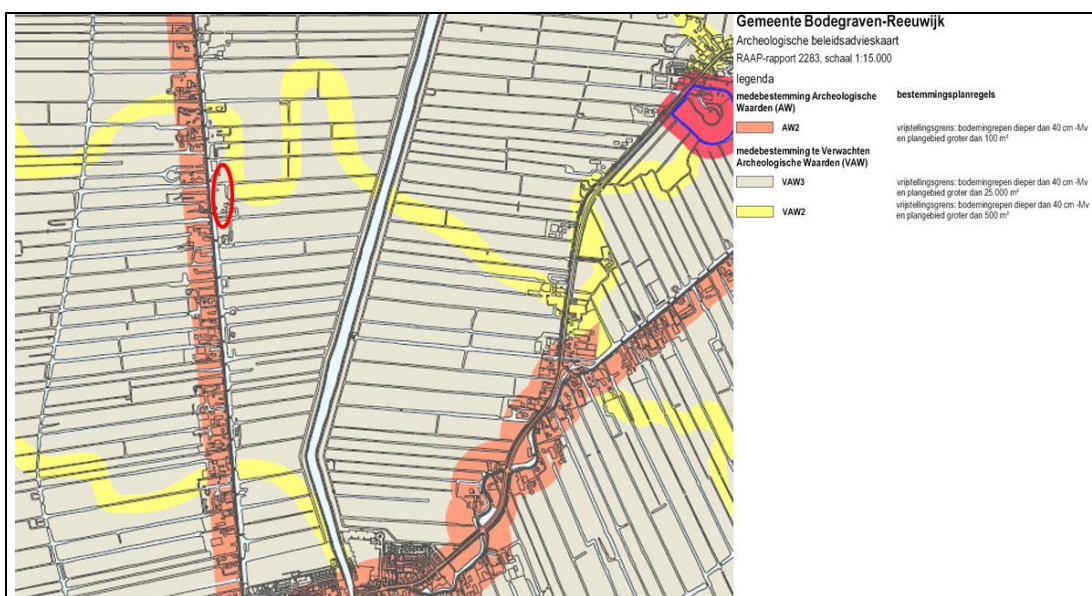 Gemeente Bodegraven-Reeuwijk
Archeologische beleidsadvieskaart
RAAP-rapport 2283, schaal 1:15.000
legenda
medebestemming Archeologische
Waarden (AW)
bestemmingsplanregels
AW2
vrijstellingsgrens: bodemingrepen dieper dan 40 cm -Mv
en plangebied groter dan 100 m²
medebestemming te Verwachten
Archeologische Waarden (VAW)
VAW3
vrijstellingsgrens: bodemingrepen dieper dan 40 cm -Mv
en plangebied groter dan 25.000 m²
VAW2
vrijstellingsgrens: bodemingrepen dieper dan 40 cm -Mv
en plangebied groter dan 500 m²